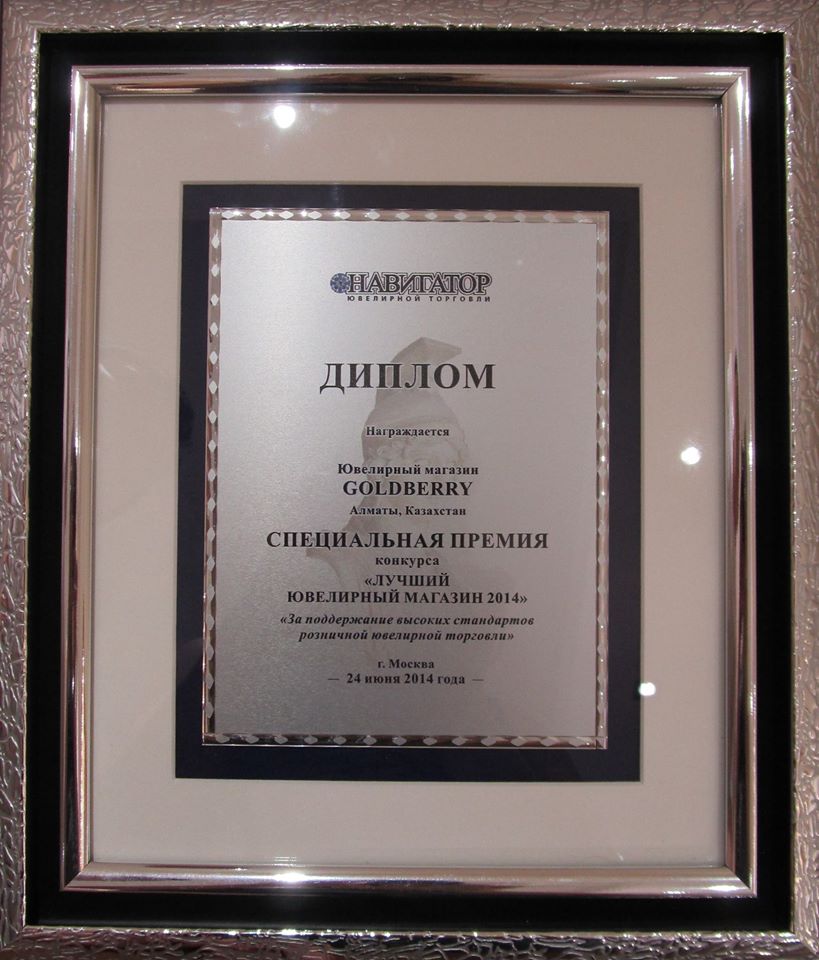 НАВИГАТОР
ЮВЕЛИРНОЙ ТОРГОВЛИ
ДИПЛОМ
Награждается
Ювелирный магазин
GOLDBERRY
Алматы, Казахстан
СПЕЦИАЛЬНАЯ ПРЕМИЯ
конкурса
«ЛУЧШИЙ
ЮВЕЛИРНЫЙ МАГАЗИН 2014»
«За поддержание высоких стандартов
розничной ювелирной торговли»
г. Москва
— 24 июня 2014 года —